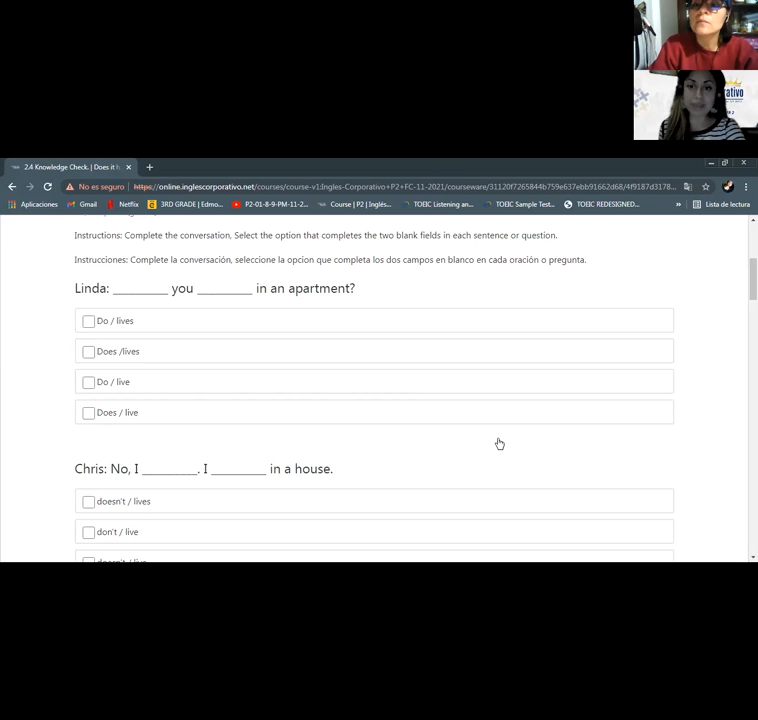 rativo
2.4 Knowledge Check. | Does it h
No es seguro
https://online.inglescorporativo.net/courses/course-v1:Ingles-Corporativo+P2+FC-11-2021/courseware/31120f7265844b759e637ebb91662d68/4f9187d3178...
Aplicaciones
Gmail
Netflix
3RD GRADE | Edmo...
P2-01-8-9-PM-11-2...
Course | P2 | Inglés...
TOEIC Listening an...
TOEIC Sample Test...
TOEIC REDESIGNED...
»
Lista de lectura
Instructions: Complete the conversation, Select the option that completes the two blank fields in each sentence or question.
Instrucciones: Complete la conversación, seleccione la opcion que completa los dos campos en blanco en cada oración o pregunta.
Linda: _________ you _________ in an apartment?
Do / lives
Does /lives
Do / live
Does / live
Chris: No, I _________. I _________ in a house.
doesn't / lives
don't / live